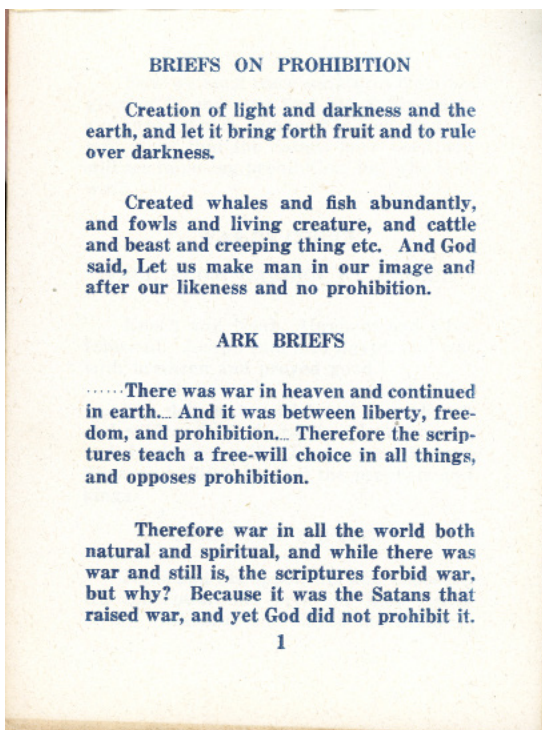 BRIEFS ON PROHIBITION
Creation of light and darkness and the
earth, and let it bring forth fruit and to rule
over darkness.
Created whales and fish abundantly,
and fowls and living creature, and cattle
and beast and creeping thing etc. And God
said, Let us make man in our image and
after our likeness and no prohibition.
ARK BRIEFS
......There was war in heaven and continued
in earth... And it was between liberty, free-
dom, and prohibition... Therefore the scrip-
tures teach a free-will choice in all things,
and opposes prohibition.
Therefore war in all the world both
natural and spiritual, and while there was
war and still is, the scriptures forbid war,
but why? Because it was the Satans that
raised war, and yet God did not prohibit it.
1